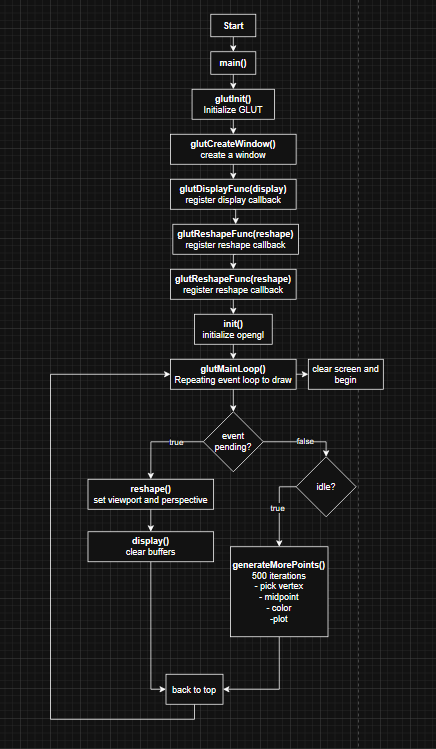 Start
main()
glutInit()
Initialize GLUT
glutCreateWindow()
create a window
glutDisplayFunc(display)
register display callback
glutReshapeFunc(reshape)
register reshape callback
glutReshapeFunc(reshape)
register reshape callback
init()
initialize opengl
glutMainLoop()
Repeating event loop to draw
clear screen and
begin
event
pending?
true
false
reshape()
set viewport and perspective
idle?
true
display()
clear buffers
generateMorePoints()
500 iterations
- pick vertex
- midpoint
- color
-plot
back to top